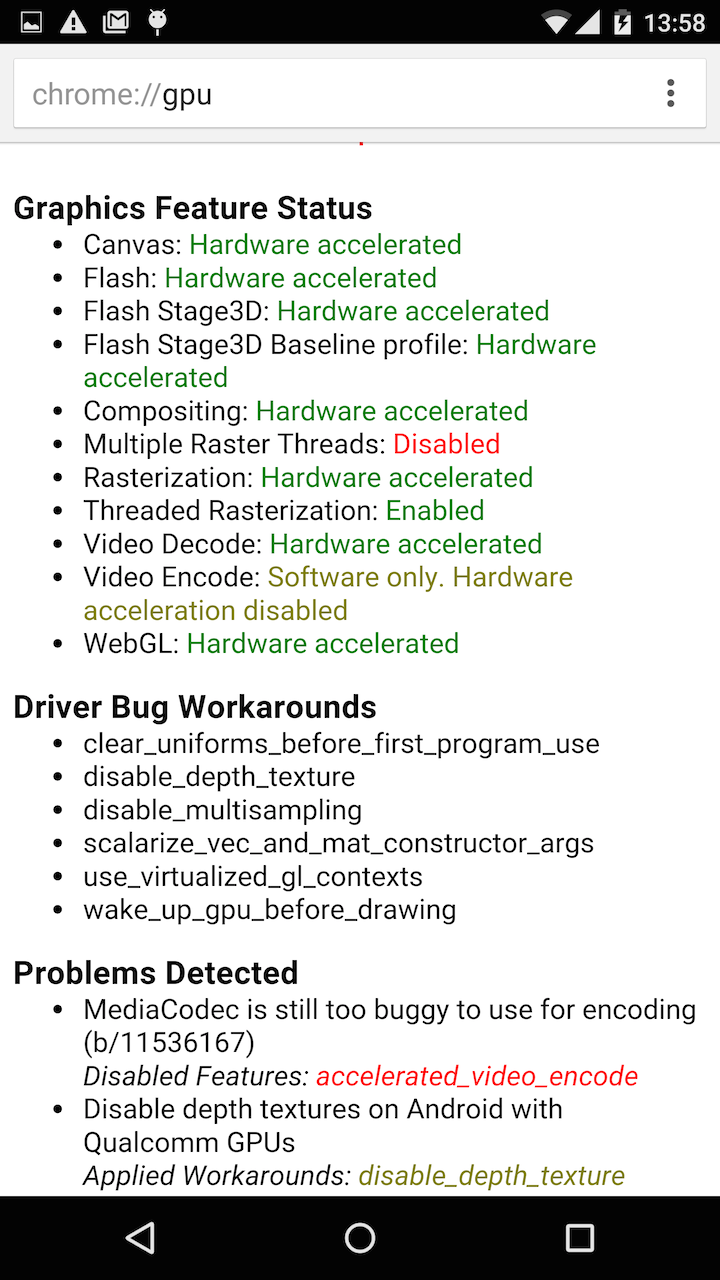 13:58
chrome://gpu
Graphics Feature Status
• Canvas: Hardware accelerated
• Flash: Hardware accelerated
• Flash Stage3D: Hardware accelerated
• Flash Stage3D Baseline profile: Hardware
accelerated
• Compositing: Hardware accelerated
• Multiple Raster Threads: Disabled
• Rasterization: Hardware accelerated
• Threaded Rasterization: Enabled
• Video Decode: Hardware accelerated
• Video Encode: Software only. Hardware
acceleration disabled
• WebGL: Hardware accelerated
Driver Bug Workarounds
• clear_uniforms_before_first_program_use
• disable_depth_texture
• disable_multisampling
• scalarize_vec_and_mat_constructor_args
• use_virtualized_gl_contexts
• wake_up_gpu_before_drawing
Problems Detected
• MediaCodec is still too buggy to use for encoding
(b/11536167)
Disabled Features: accelerated_video_encode
• Disable depth textures on Android with
Qualcomm GPUs
Applied Workarounds: disable_depth_texture